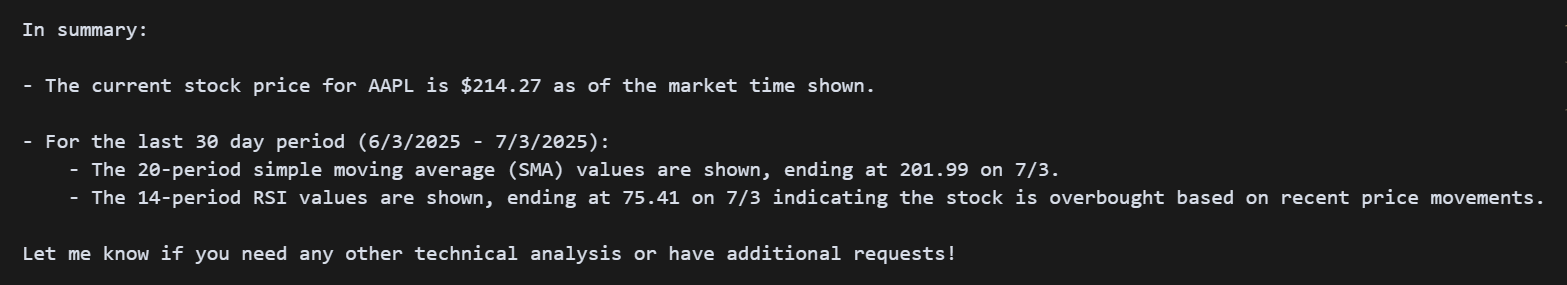 In summary:
- The current stock price for AAPL is $214.27 as of the market time shown.
- For the last 30 day period (6/3/2025 - 7/3/2025):
- The 20-period simple moving average (SMA) values are shown, ending at 201.99 on 7/3.
- The 14-period RSI values are shown, ending at 75.41 on 7/3 indicating the stock is overbought based on recent price movements.
Let me know if you need any other technical analysis or have additional requests!